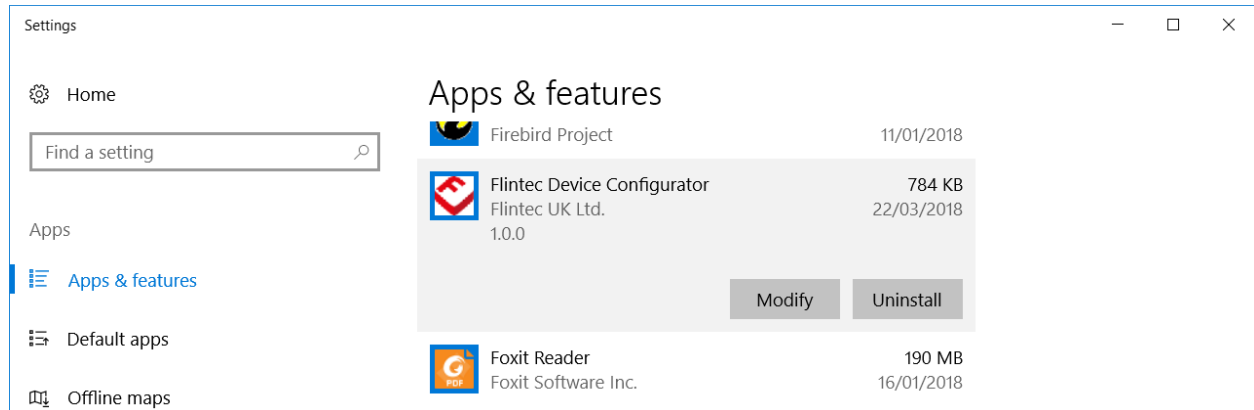 Settings
Home
Find a setting
Apps
Apps & features
Default apps
Offline maps
Apps & features
Firebird Project 11/01/2018
Flintec Device Configurator 784 KB
Flintec UK Ltd. 22/03/2018
1.0.0
Modify Uninstall
PDF
Foxit Reader 190 MB
Foxit Software Inc. 16/01/2018